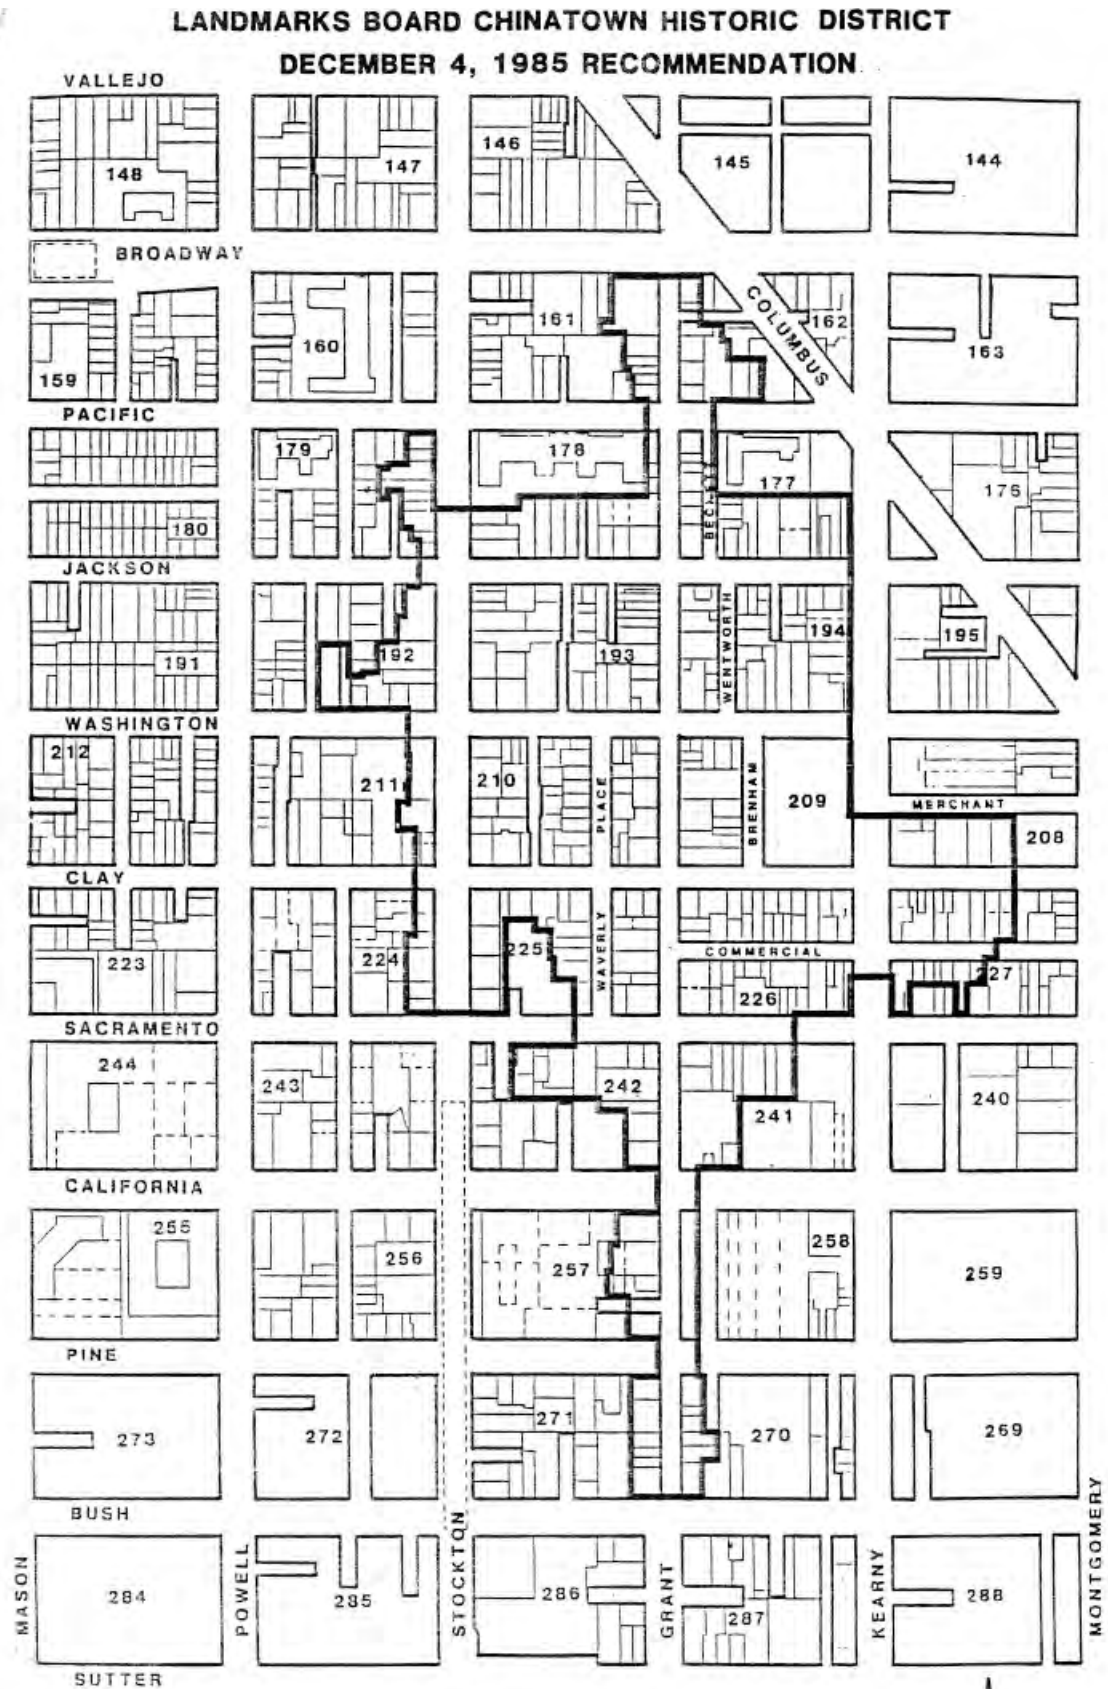 LANDMARKS BOARD CHINATOWN HISTORIC DISTRICT
DECEMBER 4, 1985 RECOMMENDATION
VALLEJO
148
147
146
145
144
BROADWAY
159
160
161
COLUMBUS
162
163
PACIFIC
179
178
177
176
180
JACKSON
191
192
193
WENTWORTH
194
195
WASHINGTON
212
211
210
PLACE
BRENHAM
209
MERCHANT
208
CLAY
223
224
225
WAVERLY
COMMERCIAL
226
227
SACRAMENTO
244
243
242
241
240
CALIFORNIA
255
256
257
258
259
PINE
273
272
271
270
269
BUSH
MASON
284
POWELL
285
STOCKTON
286
GRANT
287
KEARNY
288
MONTGOMERY
SUTTER